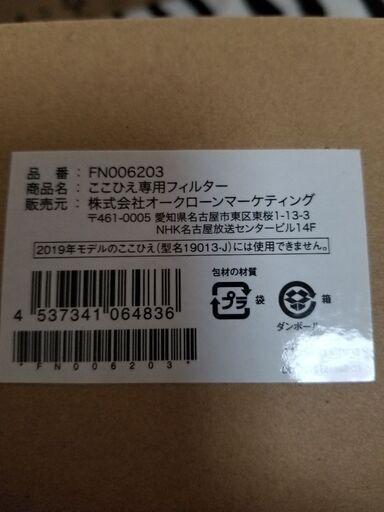 品　番： FN006203
商品名： ここひえ専用フィルター
販売元： 株式会社オークローンマーケティング
〒461-0005 愛知県名古屋市東区東桜1-13-3
NHK名古屋放送センタービル14F
2019年モデルのここひえ(型名19013-J)には使用できません。
包材の材質
プラ 袋
箱
ダンボール
4 537341 064836
*FN006203*